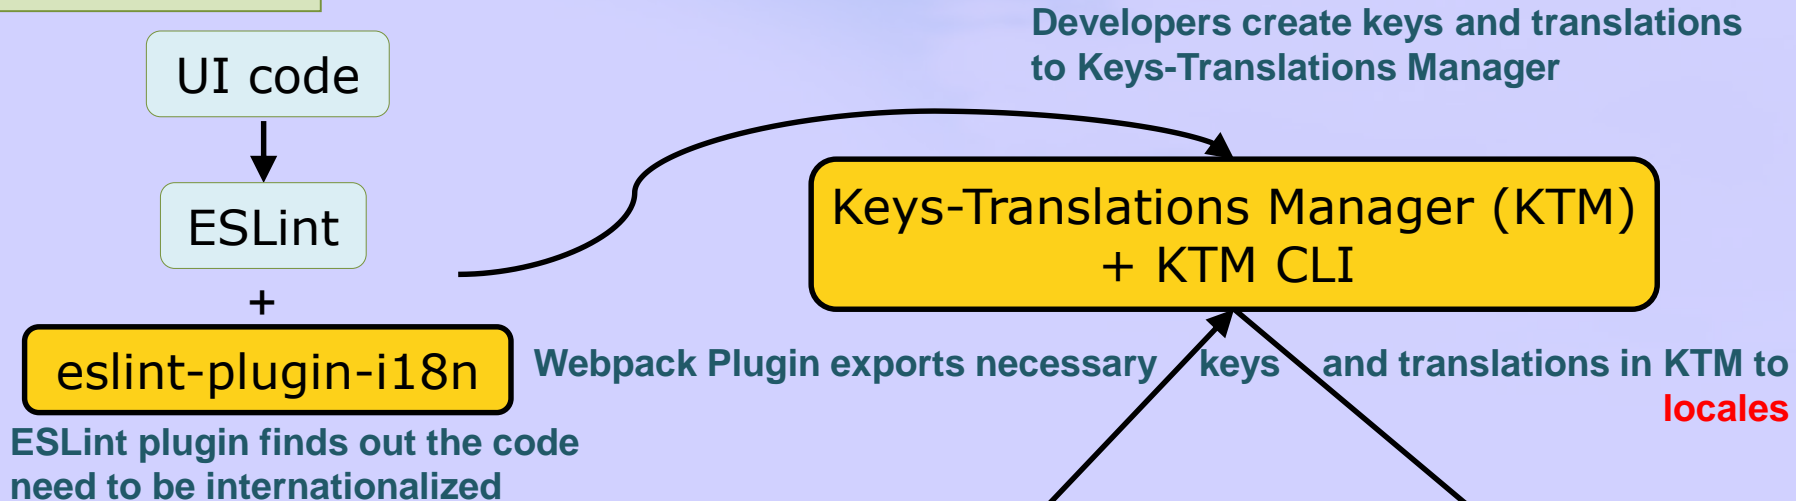 Developers create keys and translations
to Keys-Translations Manager
UI code
ESLint
+
eslint-plugin-i18n
Keys-Translations Manager (KTM)
+ KTM CLI
Webpack Plugin exports necessary keys and translations in KTM to
locales
ESLint plugin finds out the code
need to be internationalized